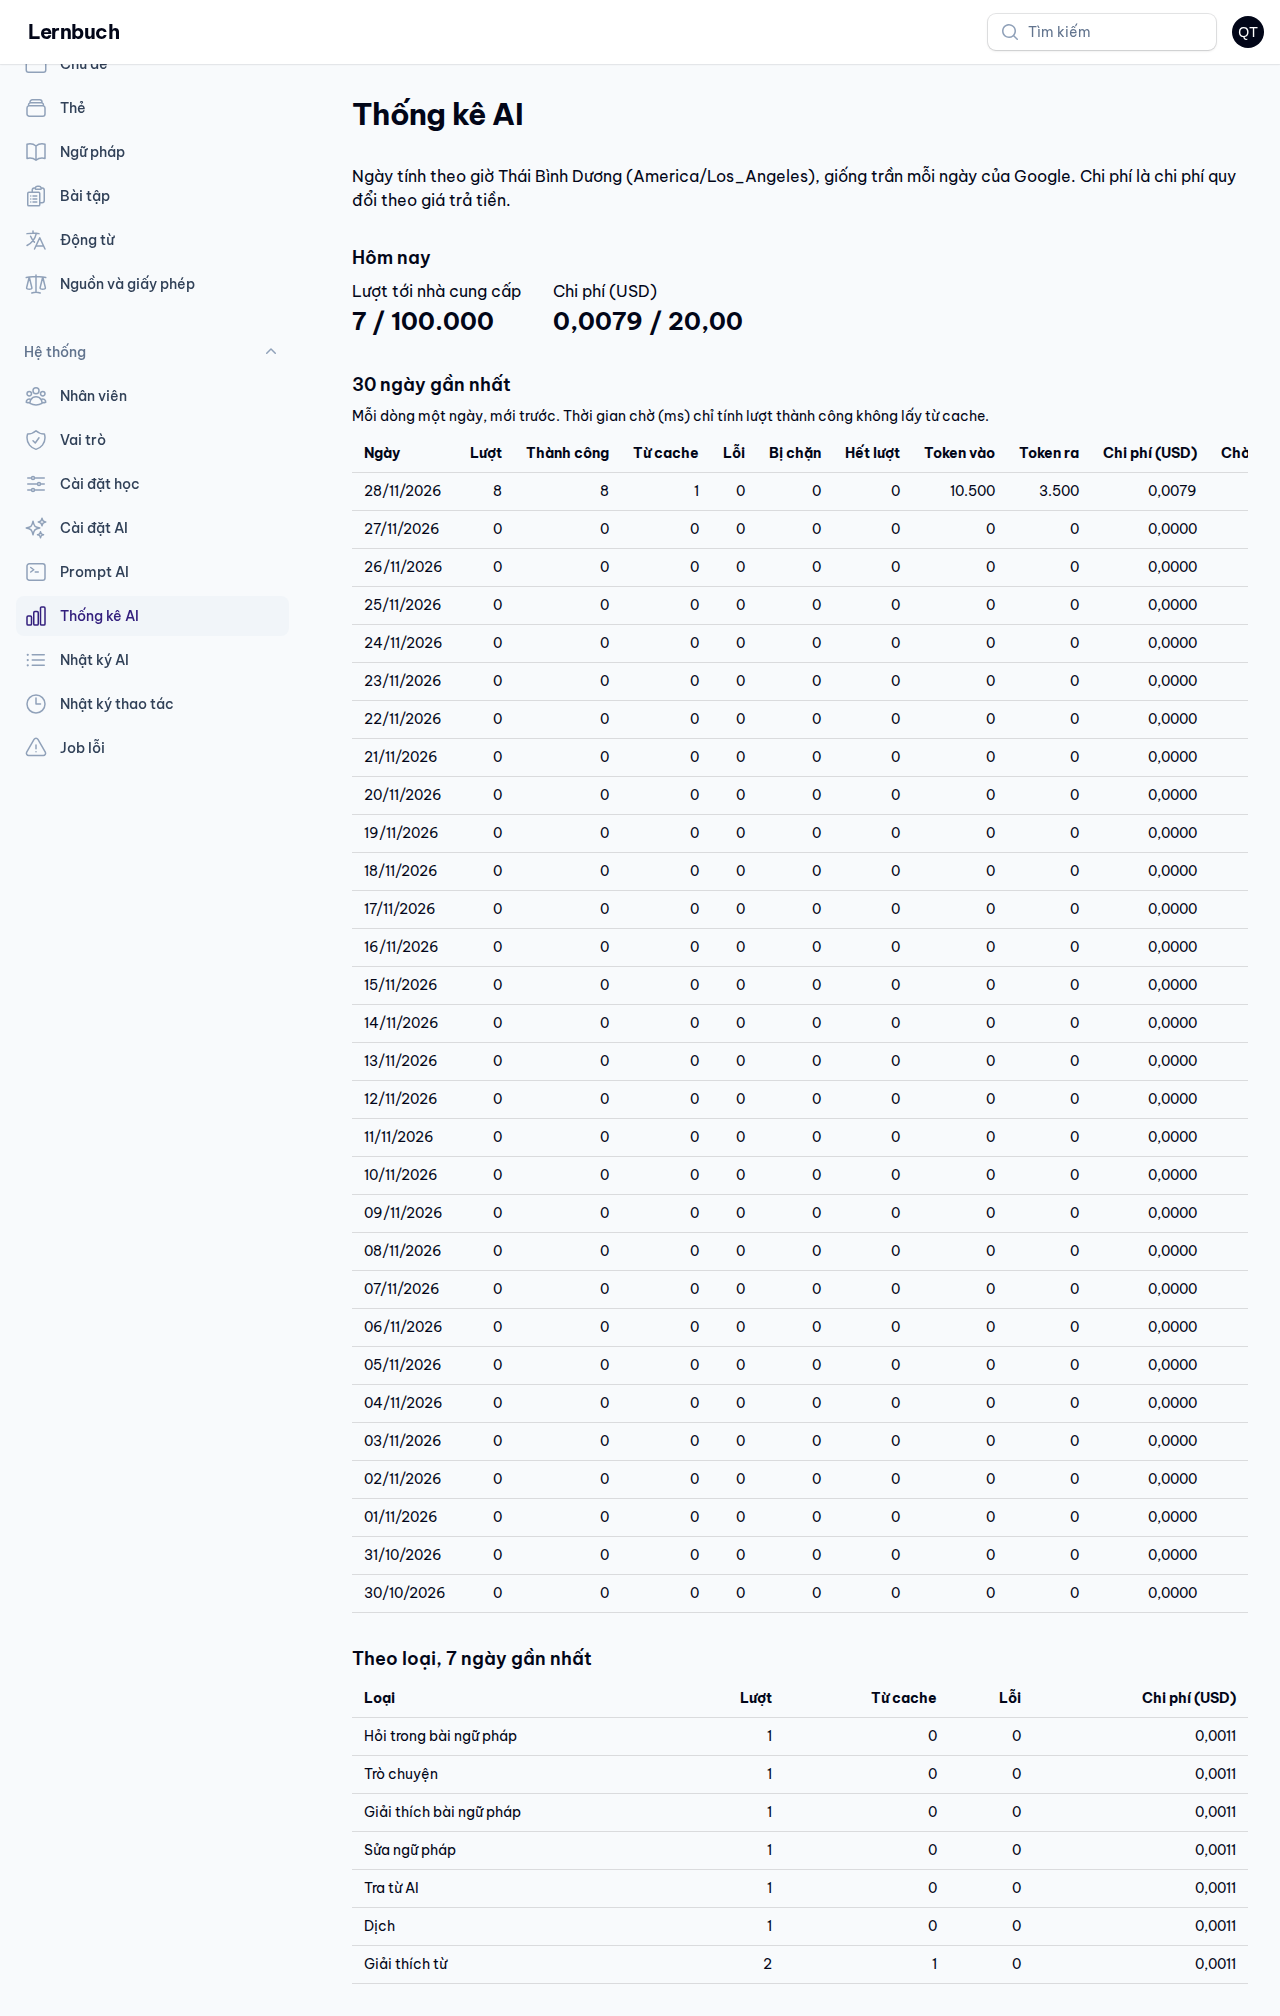 Lernbuch
Tìm kiếm
QT
Chủ đề
Thẻ
Ngữ pháp
Bài tập
Động từ
Nguồn và giấy phép
Hệ thống
Nhân viên
Vai trò
Cài đặt học
Cài đặt AI
Prompt AI
Thống kê AI
Nhật ký AI
Nhật ký thao tác
Job lỗi
Thống kê AI
Ngày tính theo giờ Thái Bình Dương (America/Los_Angeles), giống trần mỗi ngày của Google. Chi phí là chi phí quy
đổi theo giá trả tiền.
Hôm nay
Lượt tới nhà cung cấp Chi phí (USD)
7 / 100.000 0,0079 / 20,00
30 ngày gần nhất
Mỗi dòng một ngày, mới trước. Thời gian chờ (ms) chỉ tính lượt thành công không lấy từ cache.
Ngày Lượt Thành công Từ cache Lỗi Bị chặn Hết lượt Token vào Token ra Chi phí (USD) Chờ
28/11/2026 8 8 1 0 0 0 10.500 3.500 0,0079
27/11/2026 0 0 0 0 0 0 0 0 0,0000
26/11/2026 0 0 0 0 0 0 0 0 0,0000
25/11/2026 0 0 0 0 0 0 0 0 0,0000
24/11/2026 0 0 0 0 0 0 0 0 0,0000
23/11/2026 0 0 0 0 0 0 0 0 0,0000
22/11/2026 0 0 0 0 0 0 0 0 0,0000
21/11/2026 0 0 0 0 0 0 0 0 0,0000
20/11/2026 0 0 0 0 0 0 0 0 0,0000
19/11/2026 0 0 0 0 0 0 0 0 0,0000
18/11/2026 0 0 0 0 0 0 0 0 0,0000
17/11/2026 0 0 0 0 0 0 0 0 0,0000
16/11/2026 0 0 0 0 0 0 0 0 0,0000
15/11/2026 0 0 0 0 0 0 0 0 0,0000
14/11/2026 0 0 0 0 0 0 0 0 0,0000
13/11/2026 0 0 0 0 0 0 0 0 0,0000
12/11/2026 0 0 0 0 0 0 0 0 0,0000
11/11/2026 0 0 0 0 0 0 0 0 0,0000
10/11/2026 0 0 0 0 0 0 0 0 0,0000
09/11/2026 0 0 0 0 0 0 0 0 0,0000
08/11/2026 0 0 0 0 0 0 0 0 0,0000
07/11/2026 0 0 0 0 0 0 0 0 0,0000
06/11/2026 0 0 0 0 0 0 0 0 0,0000
05/11/2026 0 0 0 0 0 0 0 0 0,0000
04/11/2026 0 0 0 0 0 0 0 0 0,0000
03/11/2026 0 0 0 0 0 0 0 0 0,0000
02/11/2026 0 0 0 0 0 0 0 0 0,0000
01/11/2026 0 0 0 0 0 0 0 0 0,0000
31/10/2026 0 0 0 0 0 0 0 0 0,0000
30/10/2026 0 0 0 0 0 0 0 0 0,0000
Theo loại, 7 ngày gần nhất
Loại Lượt Từ cache Lỗi Chi phí (USD)
Hỏi trong bài ngữ pháp 1 0 0 0,0011
Trò chuyện 1 0 0 0,0011
Giải thích bài ngữ pháp 1 0 0 0,0011
Sửa ngữ pháp 1 0 0 0,0011
Tra từ AI 1 0 0 0,0011
Dịch 1 0 0 0,0011
Giải thích từ 2 1 0 0,0011